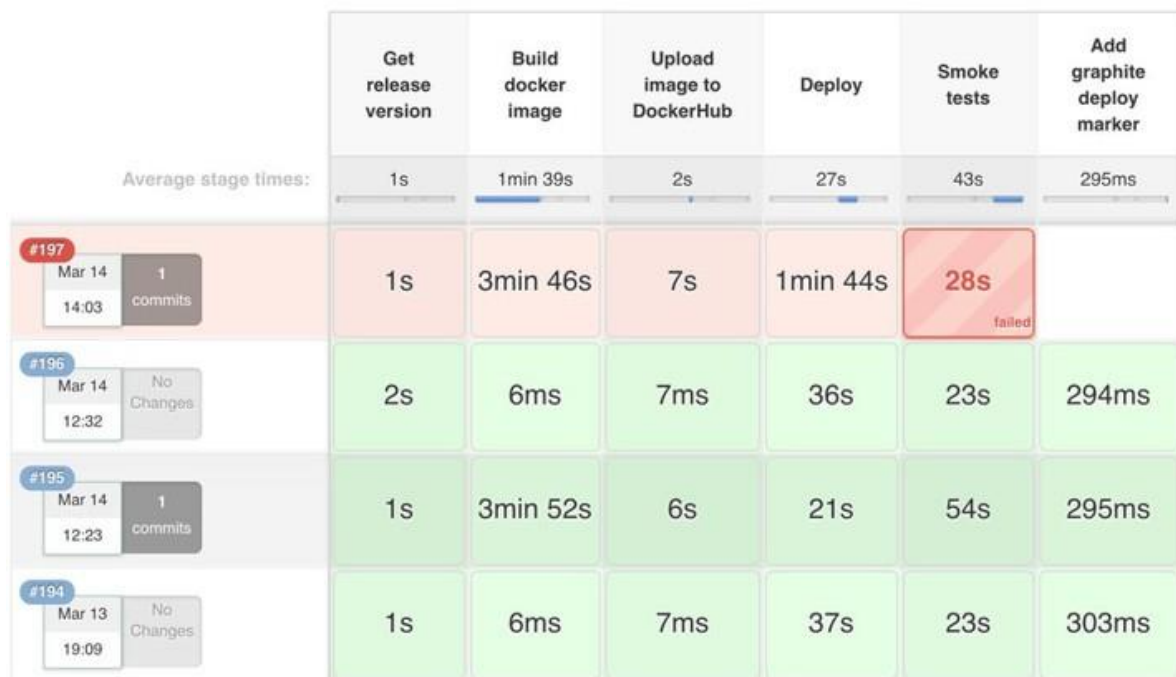 Get
release
version
Build
docker
image
Upload
image to
DockerHub
Deploy
Smoke
tests
Add
graphite
deploy
marker
Average stage times:
1s
1min 39s
2s
27s
43s
295ms
#197
Mar 14
14:03
1
commits
1s
3min 46s
7s
1min 44s
28s
failed
#196
Mar 14
12:32
No
Changes
2s
6ms
7ms
36s
23s
294ms
#195
Mar 14
12:23
1
commits
1s
3min 52s
6s
21s
54s
295ms
#194
Mar 13
19:09
No
Changes
1s
6ms
7ms
37s
23s
303ms